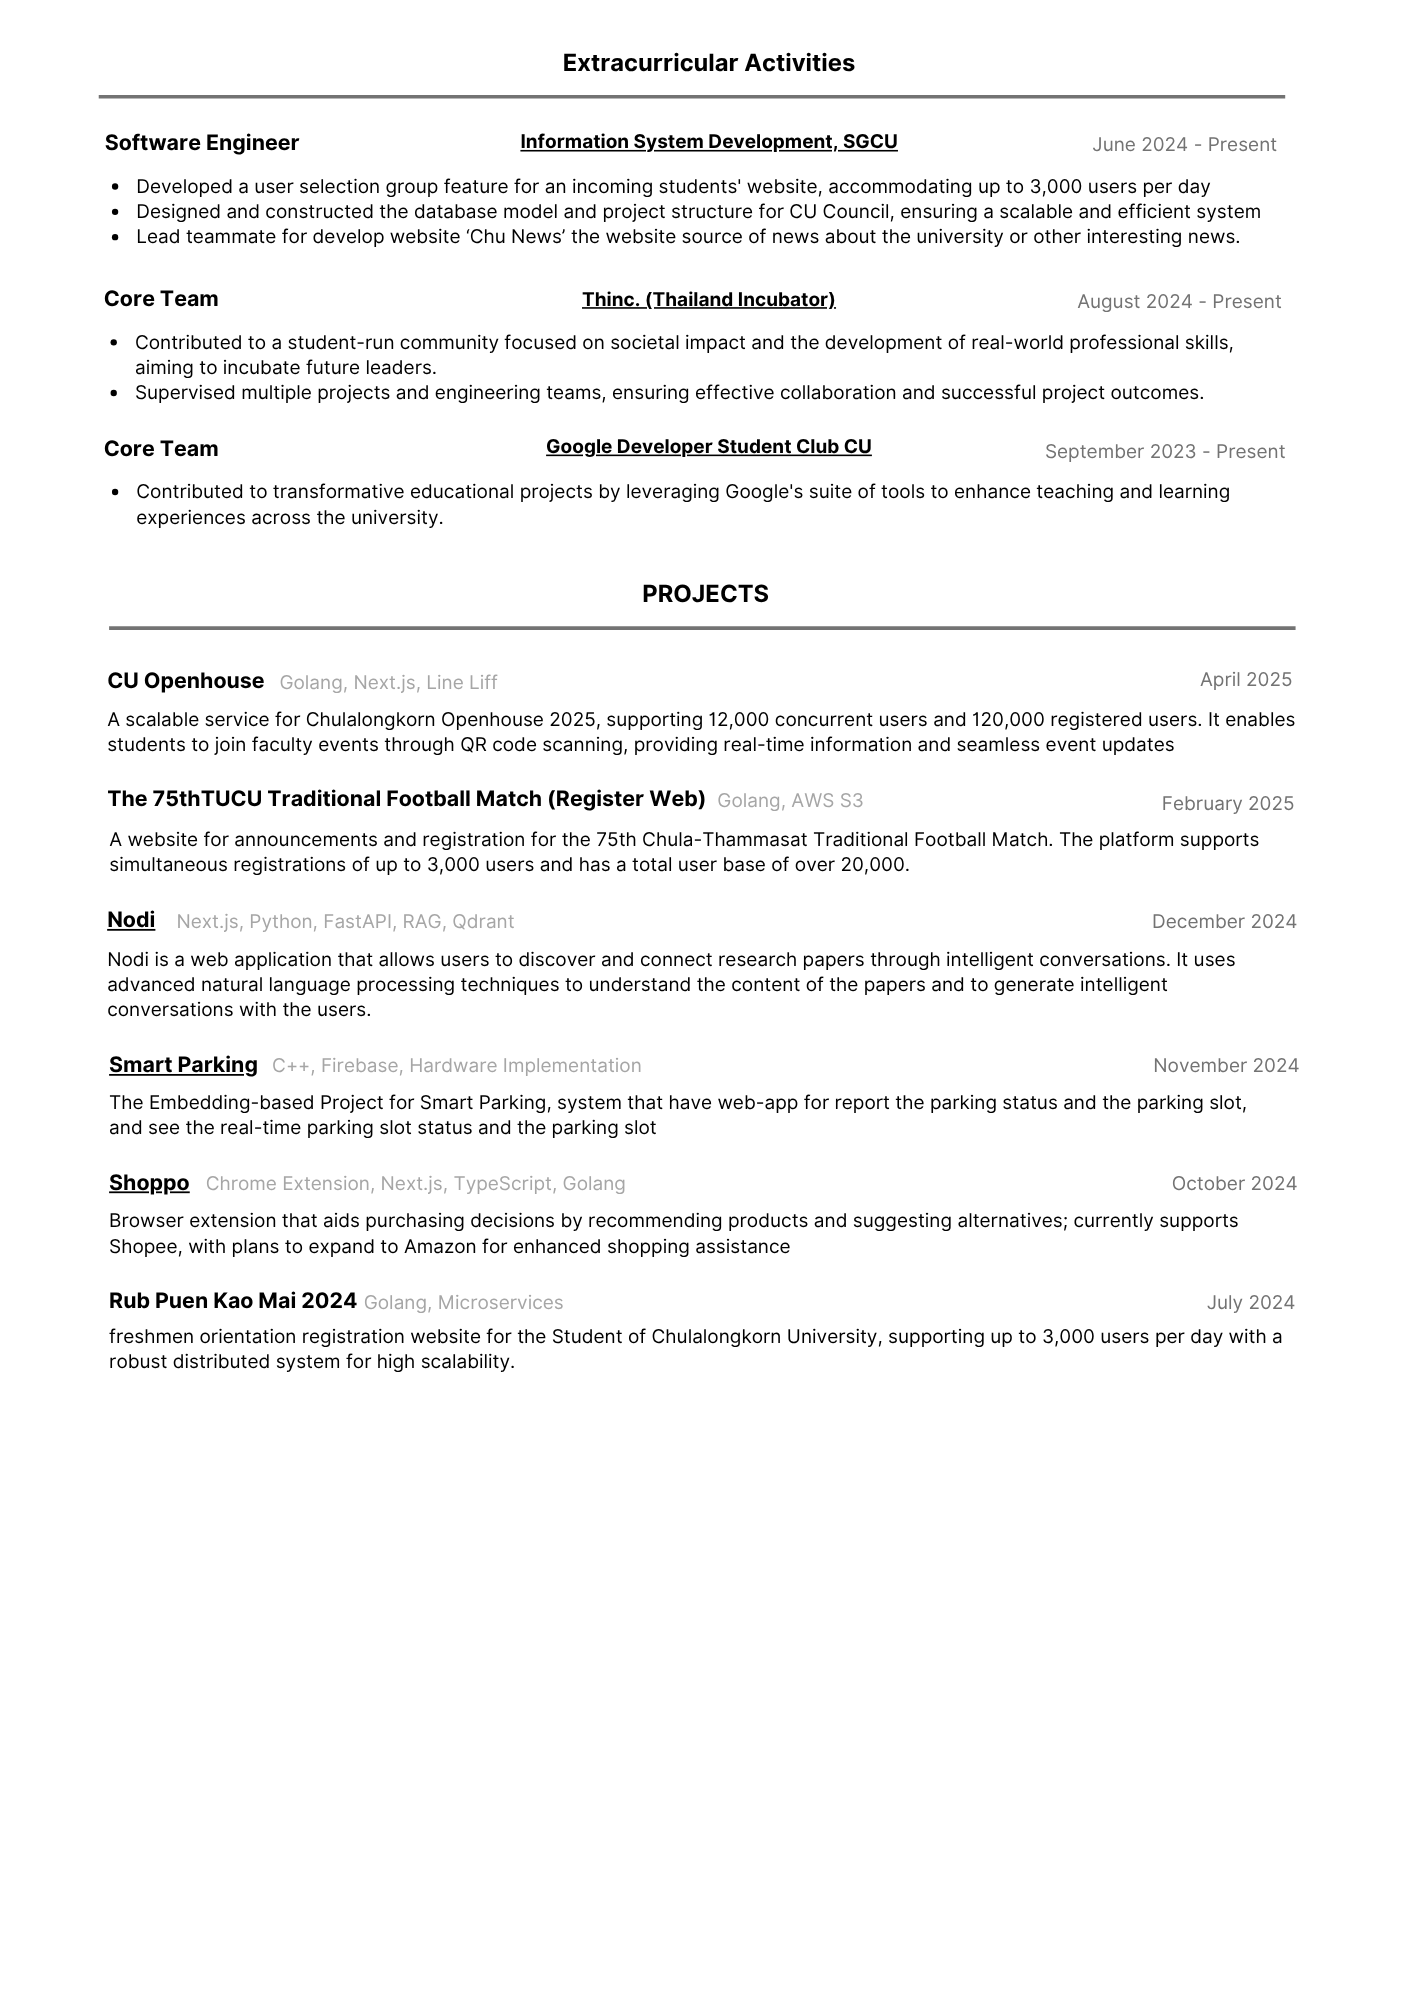 Extracurricular Activities
Software Engineer Information System Development, SGCU June 2024 - Present
• Developed a user selection group feature for an incoming students' website, accommodating up to 3,000 users per day
• Designed and constructed the database model and project structure for CU Council, ensuring a scalable and efficient system
• Lead teammate for develop website ‘Chu News’ the website source of news about the university or other interesting news.
Core Team Thinc. (Thailand Incubator) August 2024 - Present
• Contributed to a student-run community focused on societal impact and the development of real-world professional skills,
aiming to incubate future leaders.
• Supervised multiple projects and engineering teams, ensuring effective collaboration and successful project outcomes.
Core Team Google Developer Student Club CU September 2023 - Present
• Contributed to transformative educational projects by leveraging Google's suite of tools to enhance teaching and learning
experiences across the university.
PROJECTS
CU Openhouse Golang, Next.js, Line Liff April 2025
A scalable service for Chulalongkorn Openhouse 2025, supporting 12,000 concurrent users and 120,000 registered users. It enables
students to join faculty events through QR code scanning, providing real-time information and seamless event updates
The 75thTUCU Traditional Football Match (Register Web) Golang, AWS S3 February 2025
A website for announcements and registration for the 75th Chula-Thammasat Traditional Football Match. The platform supports
simultaneous registrations of up to 3,000 users and has a total user base of over 20,000.
Nodi Next.js, Python, FastAPI, RAG, Qdrant December 2024
Nodi is a web application that allows users to discover and connect research papers through intelligent conversations. It uses
advanced natural language processing techniques to understand the content of the papers and to generate intelligent
conversations with the users.
Smart Parking C++, Firebase, Hardware Implementation November 2024
The Embedding-based Project for Smart Parking, system that have web-app for report the parking status and the parking slot,
and see the real-time parking slot status and the parking slot
Shoppo Chrome Extension, Next.js, TypeScript, Golang October 2024
Browser extension that aids purchasing decisions by recommending products and suggesting alternatives; currently supports
Shopee, with plans to expand to Amazon for enhanced shopping assistance
Rub Puen Kao Mai 2024 Golang, Microservices July 2024
freshmen orientation registration website for the Student of Chulalongkorn University, supporting up to 3,000 users per day with a
robust distributed system for high scalability.